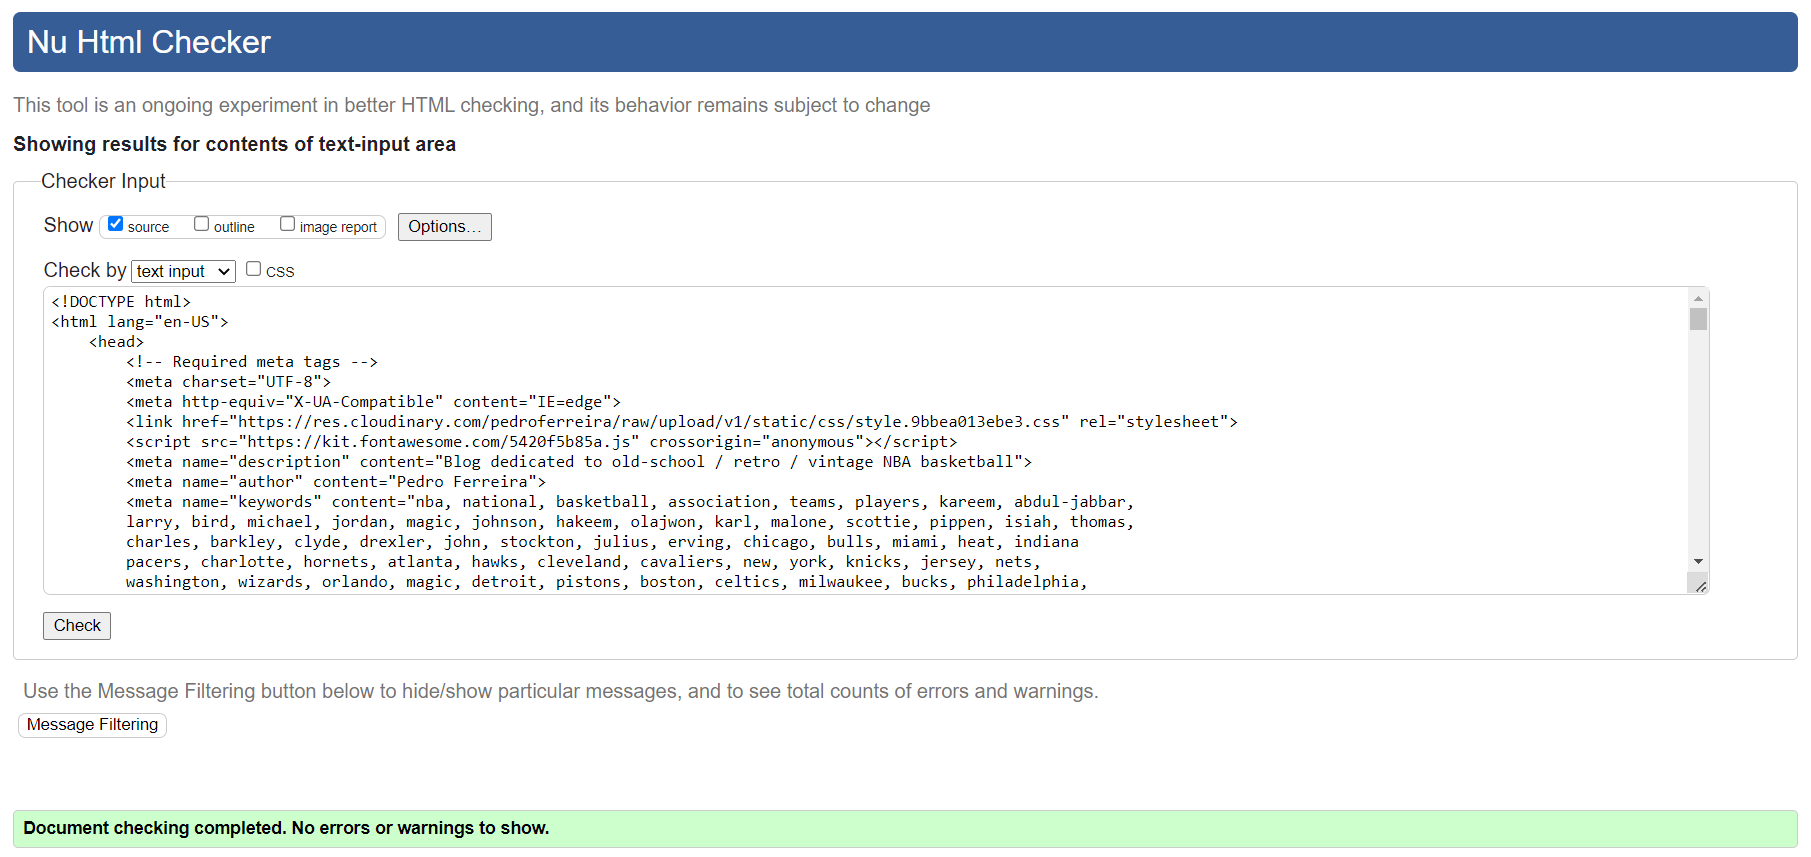 Nu Html Checker
This tool is an ongoing experiment in better HTML checking, and its behavior remains subject to change
Showing results for contents of text-input area
Checker Input
Show source outline image report Options...
Check by text input CSS
<!DOCTYPE html>
<html lang="en-US">
<head>
<!-- Required meta tags -->
<meta charset="UTF-8">
<meta http-equiv="X-UA-Compatible" content="IE=edge">
<link href="https://res.cloudinary.com/pedroferreira/raw/upload/v1/static/css/style.9bbea013ebe3.css" rel="stylesheet">
<script src="https://kit.fontawesome.com/5420f5b85a.js" crossorigin="anonymous"></script>
<meta name="description" content="Blog dedicated to old-school / retro / vintage NBA basketball">
<meta name="author" content="Pedro Ferreira">
<meta name="keywords" content="nba, national, basketball, association, teams, players, kareem, abdul-jabbar,
larry, bird, michael, jordan, magic, johnson, hakeem, olajwon, karl, malone, scottie, pippen, isiah, thomas,
charles, barkley, clyde, drexler, john, stockton, julius, erving, chicago, bulls, miami, heat, indiana
pacers, charlotte, hornets, atlanta, hawks, cleveland, cavaliers, new, york, knicks, jersey, nets,
washington, wizards, orlando, magic, detroit, pistons, boston, celtics, milwaukee, bucks, philadelphia,
Check
Use the Message Filtering button below to hide/show particular messages, and to see total counts of errors and warnings.
Message Filtering
Document checking completed. No errors or warnings to show.